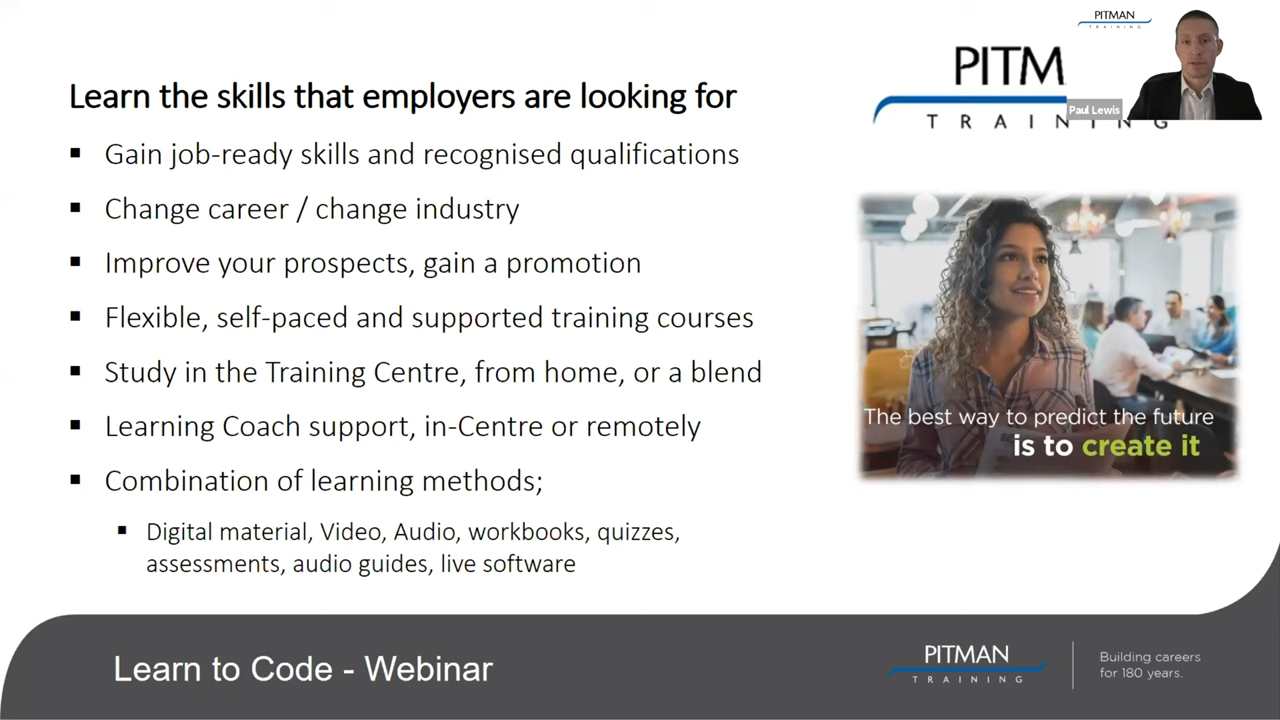 PITMAN
TRAINING
PITM
TRAINING
Paul Lewis
Learn the skills that employers are looking for
Gain job-ready skills and recognised qualifications
Change career / change industry
Improve your prospects, gain a promotion
Flexible, self-paced and supported training courses
Study in the Training Centre, from home, or a blend
Learning Coach support, in-Centre or remotely
Combination of learning methods;
Digital material, Video, Audio, workbooks, quizzes,
assessments, audio guides, live software
The best way to predict the future
is to create it
Learn to Code - Webinar
PITMAN
TRAINING
Building careers
for 180 years.